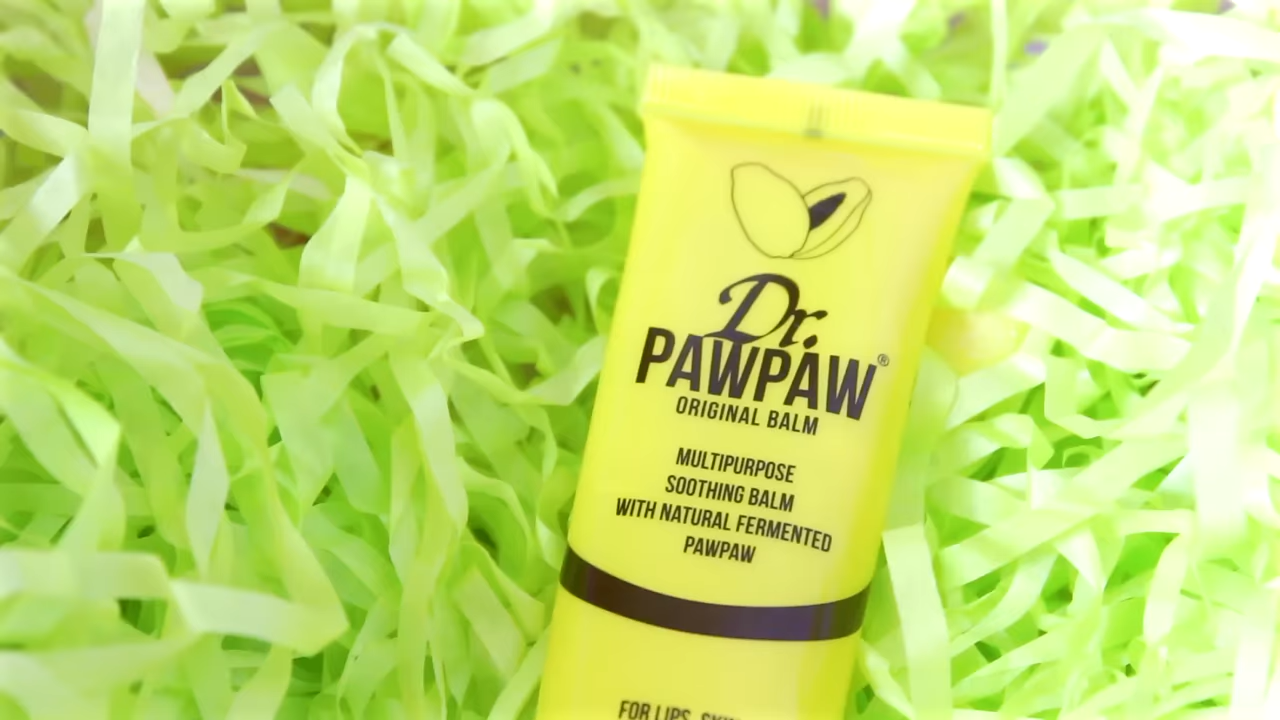 Dr.
PAWPAW®
ORIGINAL BALM
MULTIPURPOSE
SOOTHING BALM
WITH NATURAL FERMENTED
PAWPAW
FOR LIPS,